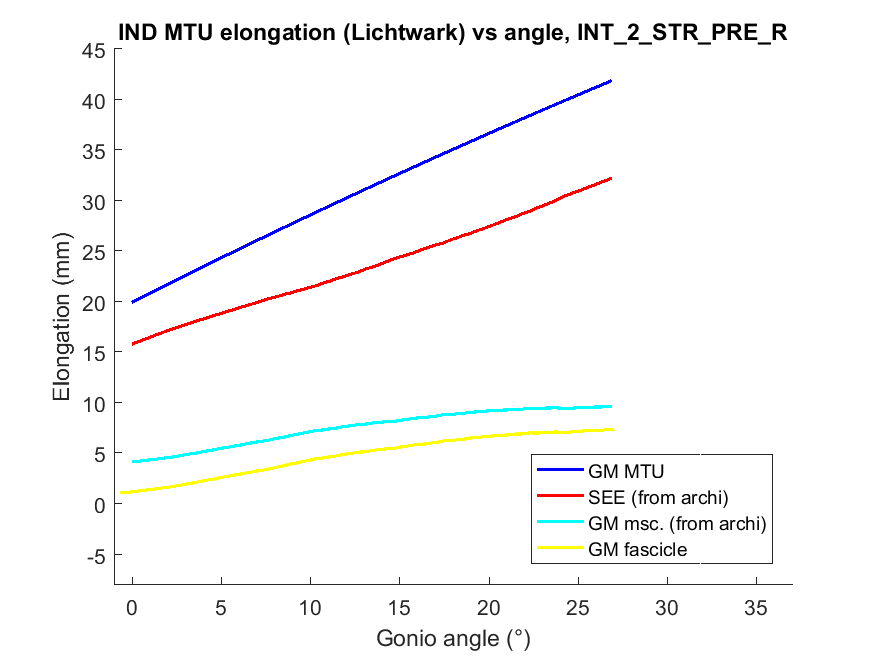 IND MTU elongation (Lichtwark) vs angle, INT_2_STR_PRE_R
45
40
35
30
25
20
15
10
5
0
-5
Elongation (mm)
GM MTU
SEE (from archi)
GM msc. (from archi)
GM fascicle
0 5 10 15 20 25 30 35
Gonio angle (°)